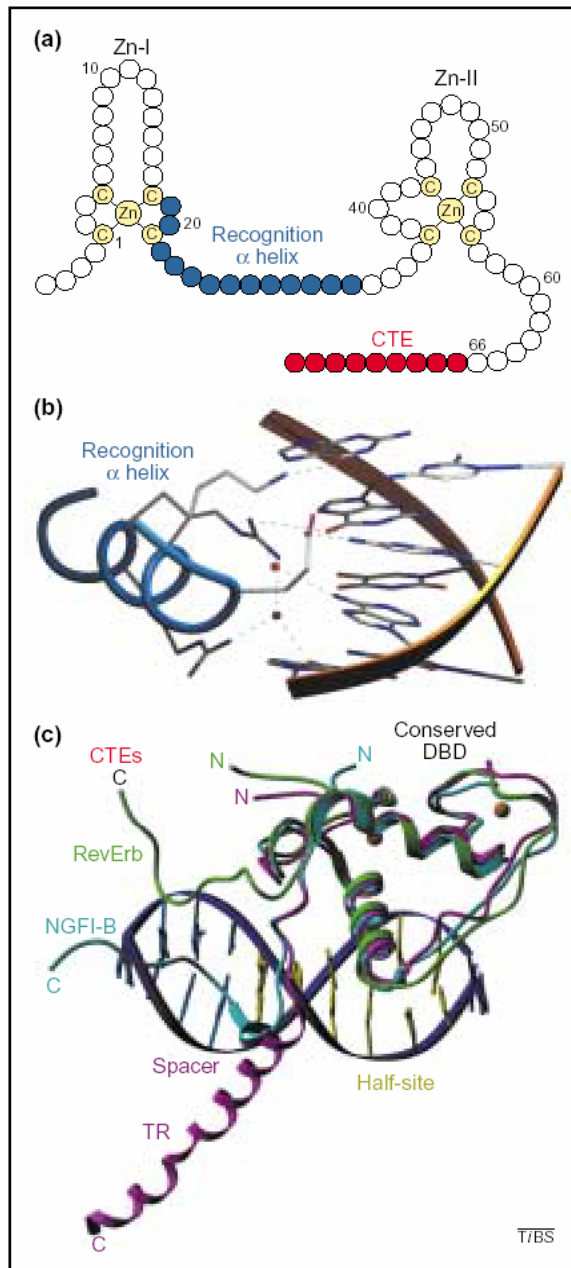 (a)
Zn-I
10
Zn-II
50
C
C
Zn
C
C
1
20
Recognition
α helix
40
C
C
Zn
C
C
60
CTE
66
(b)
Recognition
α helix
(c)
CTEs
C
N
N
N
Conserved
DBD
RevErb
NGFI-B
C
Spacer
Half-site
TR
C
TiBS